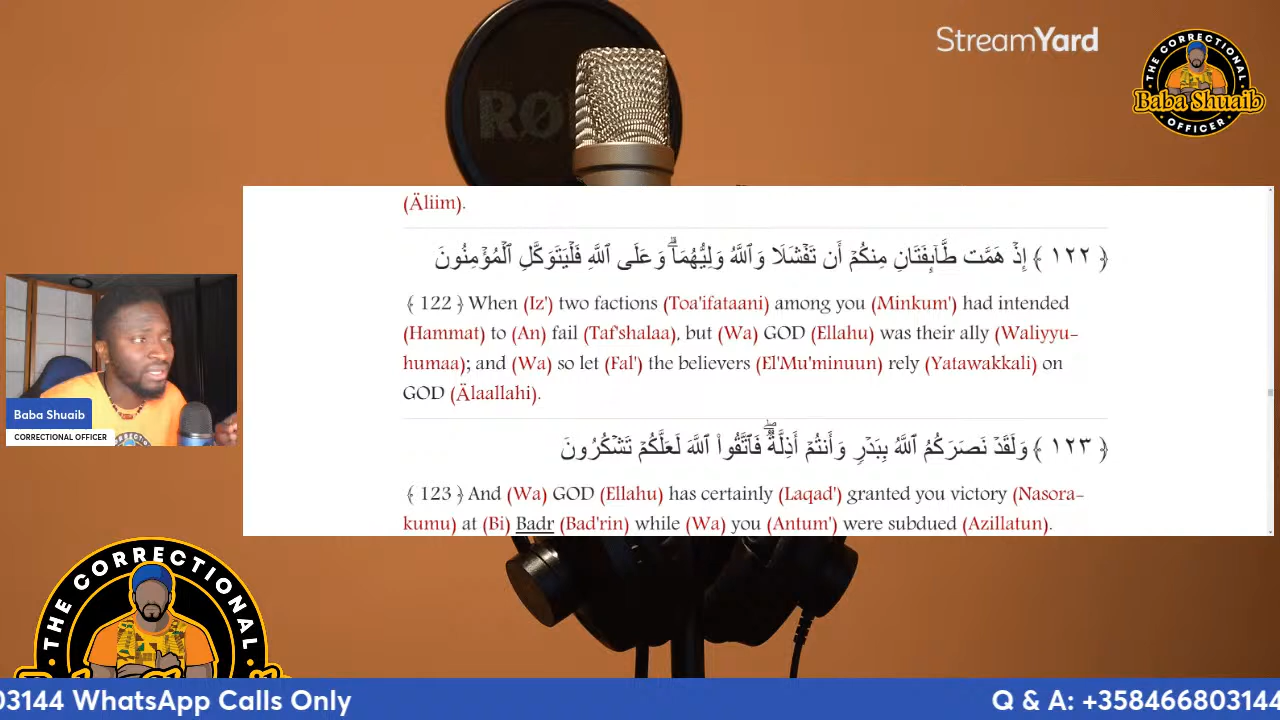 StreamYard
THE CORRECTIONAL
Baba Shuaib
OFFICER
RØ
(Äliim).
﴿ ١٢٢ ﴾ إِذْ هَمَّت طَّآئِفَتَانِ مِنكُمْ أَن تَفْشَلَا وَٱللَّهُ وَلِيُّهُمَا ۗ وَعَلَى ٱللَّهِ فَلْيَتَوَكَّلِ ٱلْمُؤْمِنُونَ
﴾ 122 ﴿ When (Iz') two factions (Toa'ifataani) among you (Minkum') had intended
(Hammat) to (An) fail (Taf'shalaa), but (Wa) GOD (Ellahu) was their ally (Waliyyu-
humaa); and (Wa) so let (Fal') the believers (El'Mu'minuun) rely (Yatawakkali) on
GOD (Älaallahi).
﴿ ١٢٣ ﴾ وَلَقَدْ نَصَرَكُمُ ٱللَّهُ بِبَدْرٍ وَأَنتُمْ أَذِلَّةٌ ۖ فَٱتَّقُوا۟ ٱللَّهَ لَعَلَّكُمْ تَشْكُرُونَ
﴾ 123 ﴿ And (Wa) GOD (Ellahu) has certainly (Laqad') granted you victory (Nasora-
kumu) at (Bi) Badr (Bad'rin) while (Wa) you (Antum') were subdued (Azillatun).
Baba Shuaib
CORRECTIONAL OFFICER
THE CORRECTIONAL
03144 WhatsApp Calls Only
Q & A: +358466803144